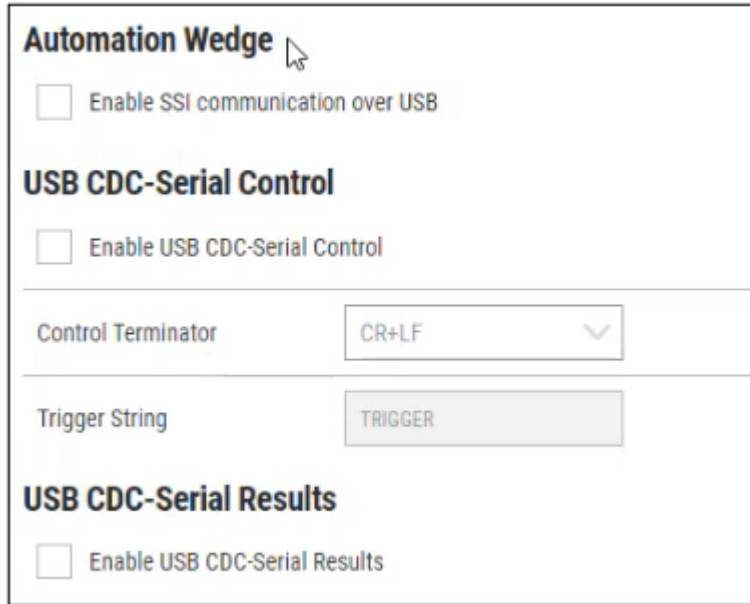 Automation Wedge
Enable SSI communication over USB
USB CDC-Serial Control
Enable USB CDC-Serial Control
Control Terminator CR+LF
Trigger String TRIGGER
USB CDC-Serial Results
Enable USB CDC-Serial Results